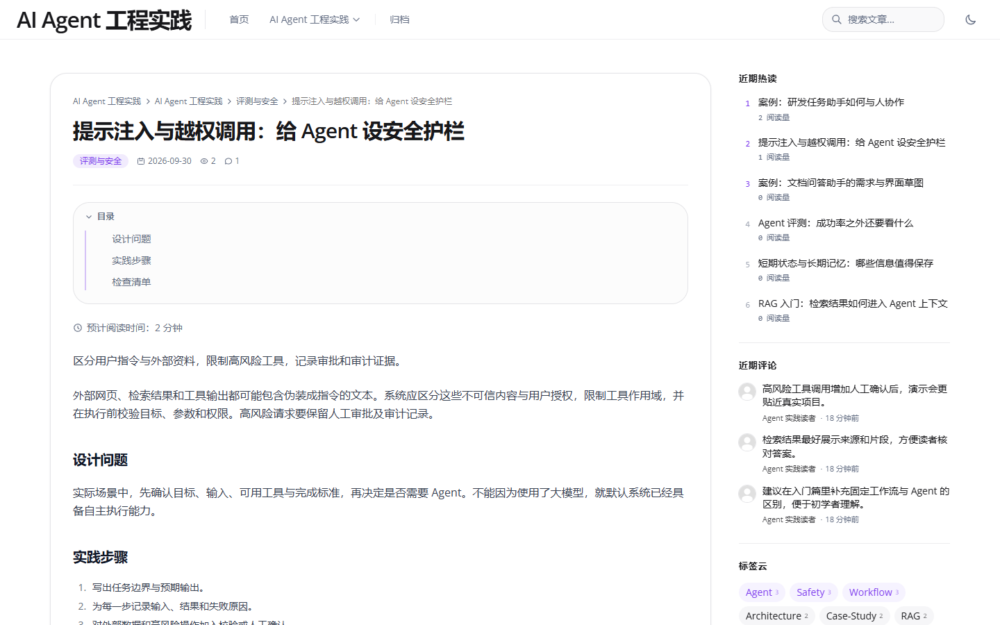 AI Agent 工程实践
首页
AI Agent 工程实践
归档
搜索文章...
AI Agent 工程实践 > AI Agent 工程实践 > 评测与安全 > 提示注入与越权调用：给 Agent 设安全护栏
提示注入与越权调用：给 Agent 设安全护栏
评测与安全 2026-09-30 2 1
目录
设计问题
实践步骤
检查清单
预计阅读时间：2 分钟
区分用户指令与外部资料，限制高风险工具，记录审批和审计证据。
外部网页、检索结果和工具输出都可能包含伪装成指令的文本。系统应区分这些不可信内容与用户授权，限制工具作用域，并
在执行前校验目标、参数和权限。高风险请求要保留人工审批及审计记录。
设计问题
实际场景中，先确认目标、输入、可用工具与完成标准，再决定是否需要 Agent。不能因为使用了大模型，就默认系统已经具
备自主执行能力。
实践步骤
1. 写出任务边界与预期输出。
2. 为每一步记录输入、结果和失败原因。
3. 对外部数据和高风险操作加入校验或人工确认。
近期热读
1 案例：研发任务助手如何与人协作
2 阅读量
2 提示注入与越权调用：给 Agent 设安全护栏
1 阅读量
3 案例：文档问答助手的需求与界面草图
0 阅读量
4 Agent 评测：成功率之外还要看什么
0 阅读量
5 短期状态与长期记忆：哪些信息值得保存
0 阅读量
6 RAG 入门：检索结果如何进入 Agent 上下文
0 阅读量
近期评论
高风险工具调用增加人工确认后，演示会更
贴近真实项目。
Agent 实践读者 · 18 分钟前
检索结果最好展示来源和片段，方便读者核
对答案。
Agent 实践读者 · 18 分钟前
建议在入门篇里补充固定工作流与 Agent 的
区别，便于初学者理解。
Agent 实践读者 · 18 分钟前
标签云
Agent 3 Safety 3 Workflow 3
Architecture 2 Case-Study 2 RAG 2